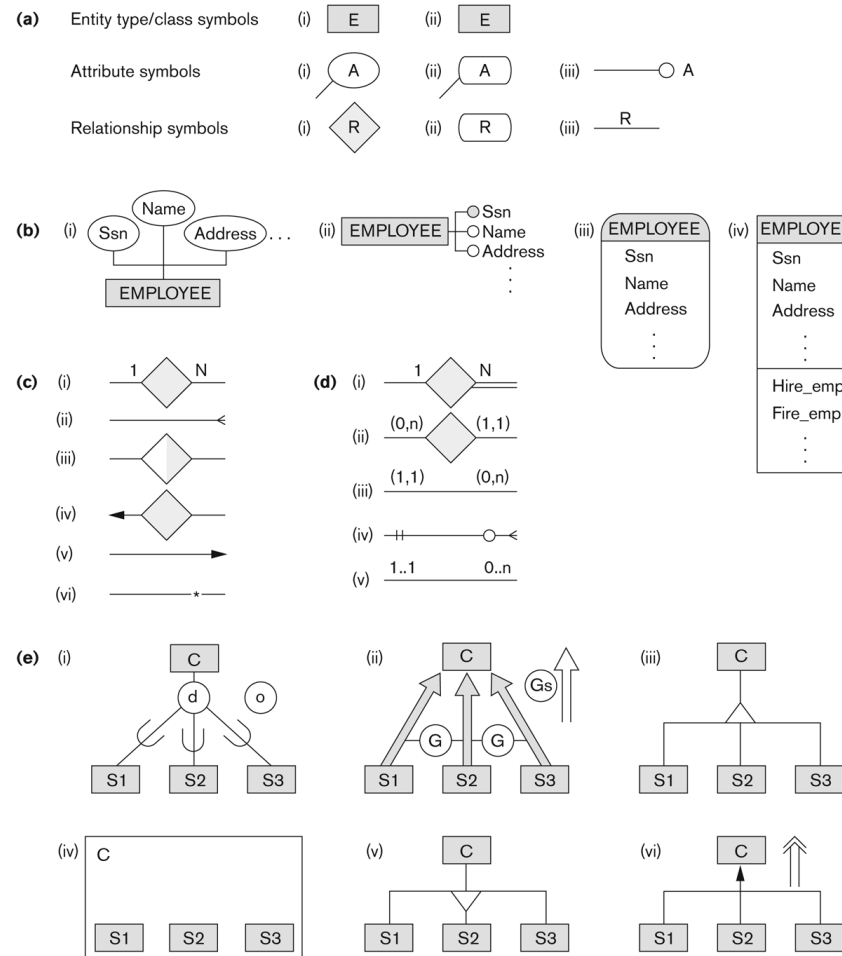 (a) Entity type/class symbols (i) E (ii) E
Attribute symbols (i) A (ii) A (iii) A
Relationship symbols (i) R (ii) R (iii) R
(b) (i) Ssn Name Address . . .
EMPLOYEE
(ii) EMPLOYEE Ssn
Name
Address
(iii) EMPLOYEE
Ssn
Name
Address
(iv) EMPLOYE
Ssn
Name
Address
Hire_emp
Fire_emp
(c) (i) 1 N
(ii)
(iii)
(iv)
(v)
(vi) *
(d) (i) 1 N
(ii) (0,n) (1,1)
(iii) (1,1) (0,n)
(iv)
(v) 1..1 0..n
(e) (i) C
d o
S1 S2 S3
(ii) C
Gs
G G
S1 S2 S3
(iii) C
S1 S2 S3
(iv) C
S1 S2 S3
(v) C
S1 S2 S3
(vi) C
S1 S2 S3